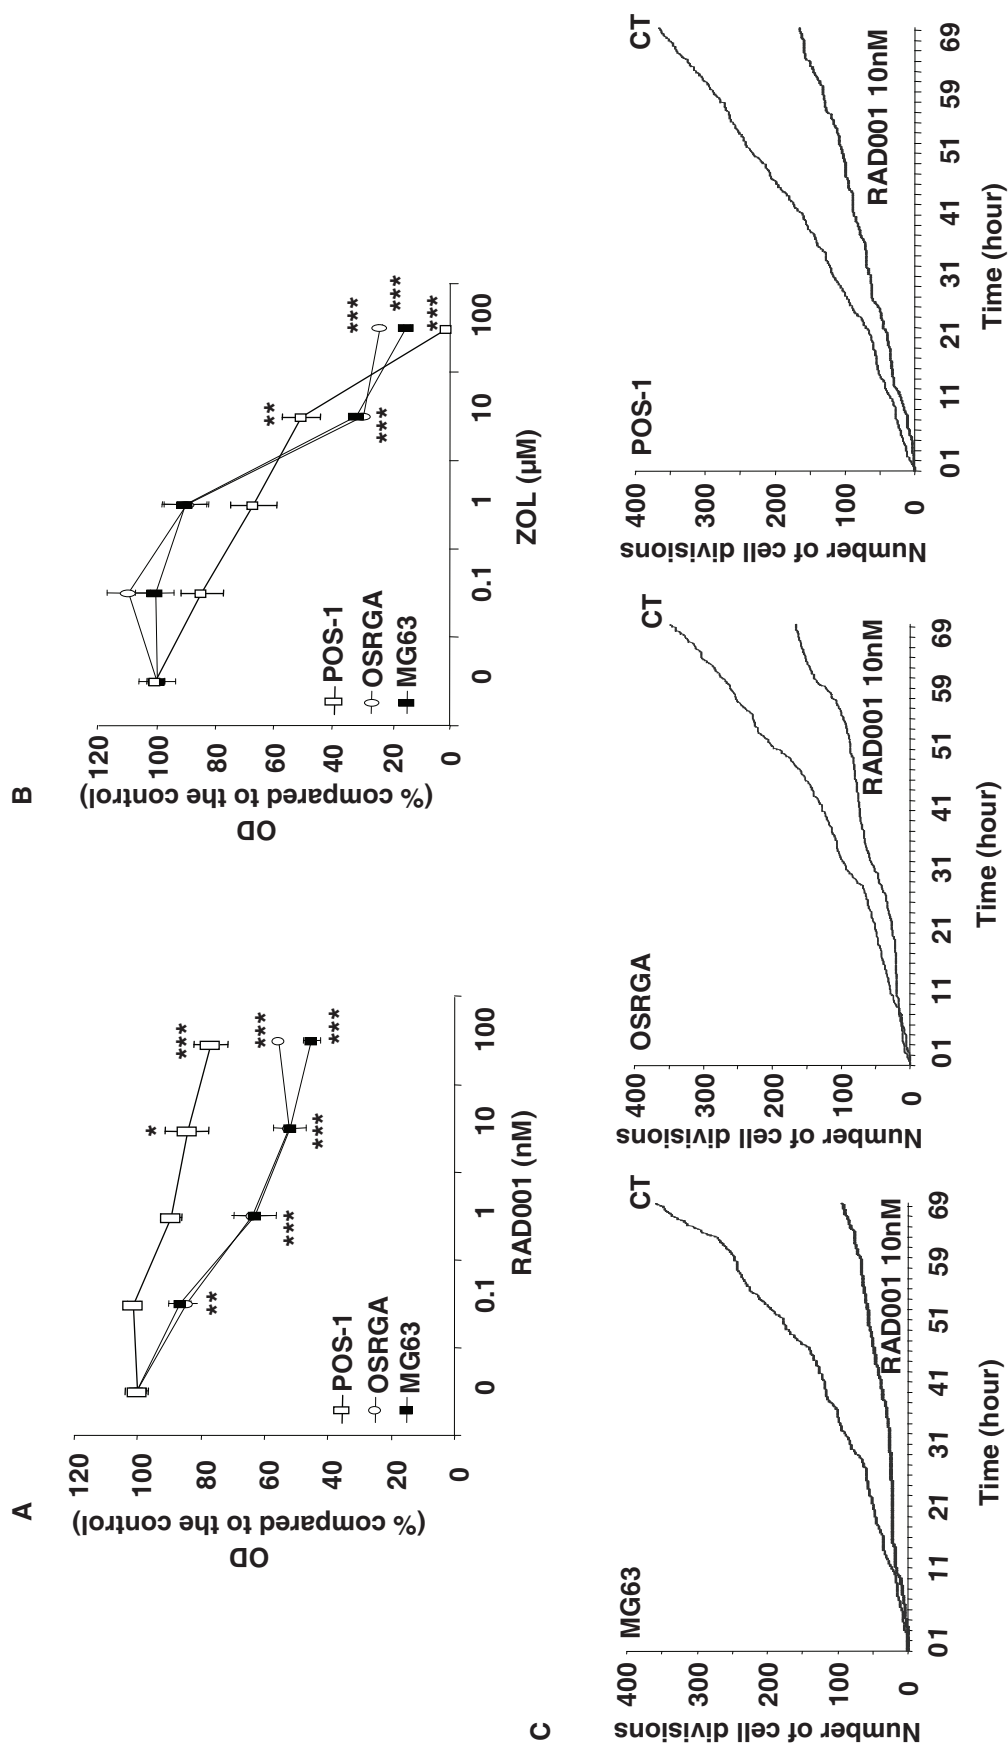 A
120
100
80
60
40
20
0
OD
(% compared to the control)
POS-1
OSRGA
MG63
**
***
*
***
***
***
***
0
0.1
1
10
100
RAD001 (nM)
B
120
100
80
60
40
20
0
OD
(% compared to the control)
POS-1
OSRGA
MG63
**
***
***
***
***
0
0.1
1
10
100
ZOL (µM)
C
MG63
400
300
200
100
0
Number of cell divisions
CT
RAD001 10nM
01
11
21
31
41
51
59
69
Time (hour)
OSRGA
400
300
200
100
0
Number of cell divisions
CT
RAD001 10nM
01
11
21
31
41
51
59
69
Time (hour)
POS-1
400
300
200
100
0
Number of cell divisions
CT
RAD001 10nM
01
11
21
31
41
51
59
69
Time (hour)